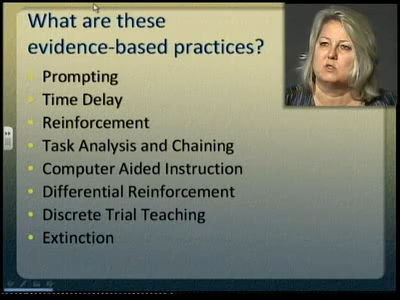 What are these
evidence-based practices?
• Prompting
• Time Delay
• Reinforcement
• Task Analysis and Chaining
• Computer Aided Instruction
• Differential Reinforcement
• Discrete Trial Teaching
• Extinction